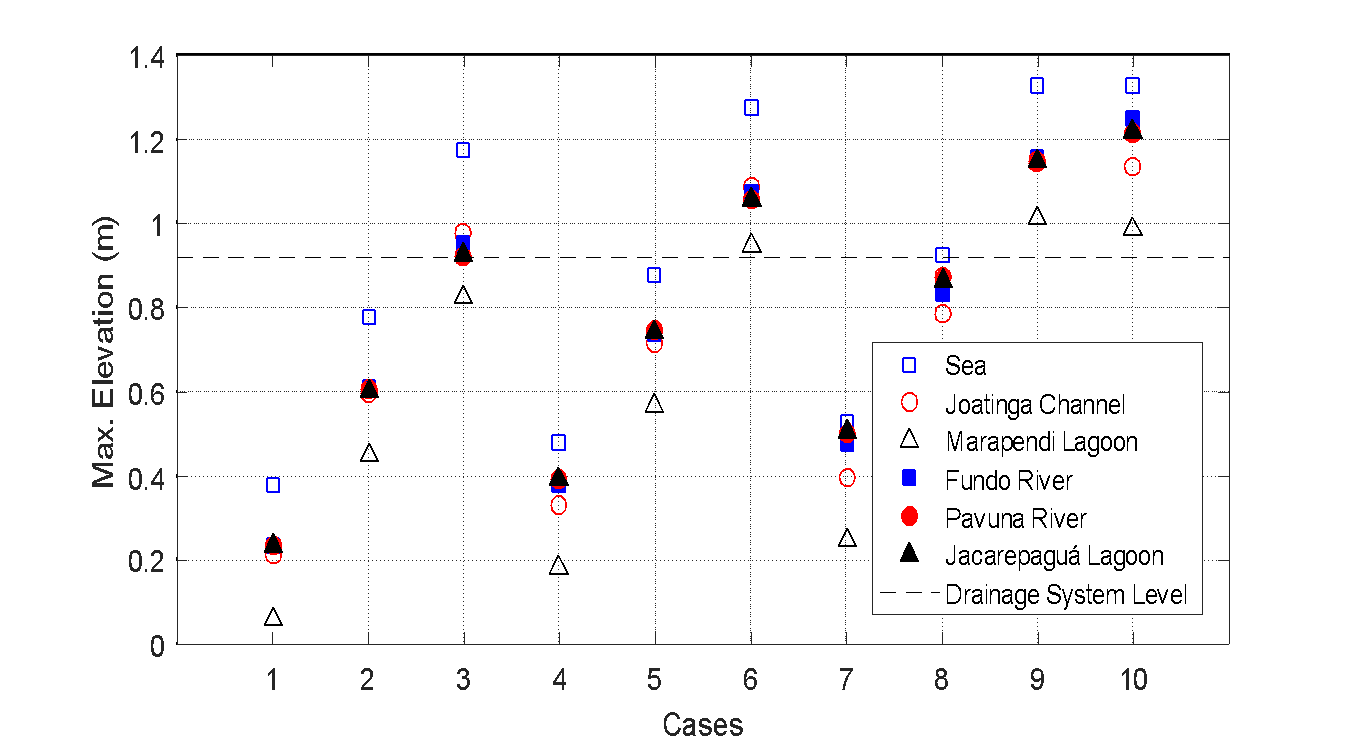 1.4
1.2
1
0.8
0.6
0.4
0.2
0
Max. Elevation (m)
1 2 3 4 5 6 7 8 9 10
Cases
Sea
Joatinga Channel
Marapendi Lagoon
Fundo River
Pavuna River
Jacarepaguá Lagoon
Drainage System Level